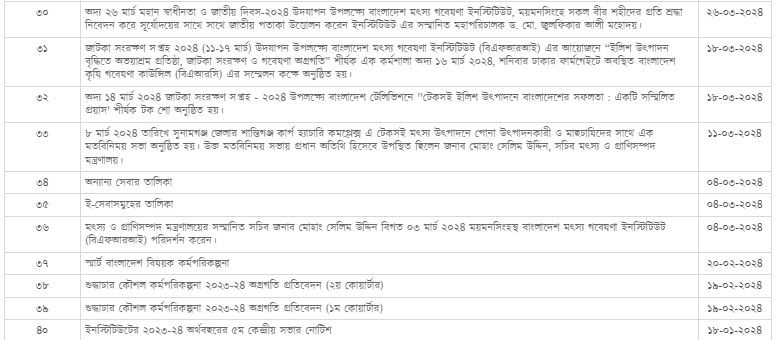 ৩০ অদ্য ২৬ মার্চ মহান স্বাধীনতা ও জাতীয় দিবস-২০২৪ উদযাপন উপলক্ষ্যে বাংলাদেশ মৎস্য গবেষণা ইনস্টিটিউট, ময়মনসিংহে সকল বীর শহীদের প্রতি শ্রদ্ধা ২৬-০৩-২০২৪
নিবেদন করে সূর্যোদয়ের সাথে সাথে জাতীয় পতাকা উত্তোলন করেন ইনস্টিটিউট এর সম্মানিত মহাপরিচালক ড. মো. জুলফিকার আলী মহোদয়।
৩১ জাটকা সংরক্ষণ সপ্তাহ ২০২৪ (১১-১৭ মার্চ) উদযাপন উপলক্ষ্যে বাংলাদেশ মৎস্য গবেষণা ইনস্টিটিউট (বিএফআরআই) এর আয়োজনে “ইলিশ উৎপাদন ১৮-০৩-২০২৪
বৃদ্ধিতে অভয়াশ্রম প্রতিষ্ঠা, জাটকা সংরক্ষণ ও গবেষণা অগ্রগতি” শীর্ষক এক কর্মশালা অদ্য ১৬ মার্চ ২০২৪, শনিবার ঢাকার ফার্মগেইটে অবস্থিত বাংলাদেশ
কৃষি গবেষণা কাউন্সিল (বিএআরসি) এর সম্মেলন কক্ষে অনুষ্ঠিত হয়।
৩২ অদ্য ১৪ মার্চ ২০২৪ জাটকা সংরক্ষণ সপ্তাহ - ২০২৪ উপলক্ষ্যে বাংলাদেশ টেলিভিশনে ''টেকসই ইলিশ উৎপাদনে বাংলাদেশের সফলতা : একটি সম্মিলিত ১৮-০৩-২০২৪
প্রয়াস' শীর্ষক টক শো অনুষ্ঠিত হয়।
৩৩ ৮ মার্চ ২০২৪ তারিখে সুনামগঞ্জ জেলার শান্তিগঞ্জ কার্প হ্যাচারি কমপ্লেক্স এ টেকসই মৎস্য উৎপাদনে পোনা উৎপাদনকারী ও মাছচাষিদের সাথে এক ১১-০৩-২০২৪
মতবিনিময় সভা অনুষ্ঠিত হয়। উক্ত মতবিনিময় সভায় প্রধান অতিথি হিসেবে উপস্থিত ছিলেন জনাব মোহাং সেলিম উদ্দিন, সচিব মৎস্য ও প্রাণিসম্পদ
মন্ত্রণালয়।
৩৪ অন্যান্য সেবার তালিকা ০৪-০৩-২০২৪
৩৫ ই-সেবাসমুহের তালিকা ০৪-০৩-২০২৪
৩৬ মৎস্য ও প্রাণিসম্পদ মন্ত্রণালয়ের সম্মানিত সচিব জনাব মোহাং সেলিম উদ্দিন বিগত ০৩ মার্চ ২০২৪ ময়মনসিংহস্থ বাংলাদেশ মৎস্য গবেষণা ইনস্টিটিউট ০৪-০৩-২০২৪
(বিএফআরআই) পরিদর্শন করেন।
৩৭ স্মার্ট বাংলাদেশ বিষয়ক কর্মপরিকল্পনা ২০-০২-২০২৪
৩৮ শুদ্ধাচার কৌশল কর্মপরিকল্পনা ২০২৩-২৪ অগ্রগতি প্রতিবেদন (২য় কোয়ার্টার) ১৯-০২-২০২৪
৩৯ শুদ্ধাচার কৌশল কর্মপরিকল্পনা ২০২৩-২৪ অগ্রগতি প্রতিবেদন (১ম কোয়ার্টার) ১৯-০২-২০২৪
৪০ ইনস্টিটিউটের ২০২৩-২৪ অর্থবছরের ৫ম কেন্দ্রীয় সভার নোটিশ ১৮-০১-২০২৪